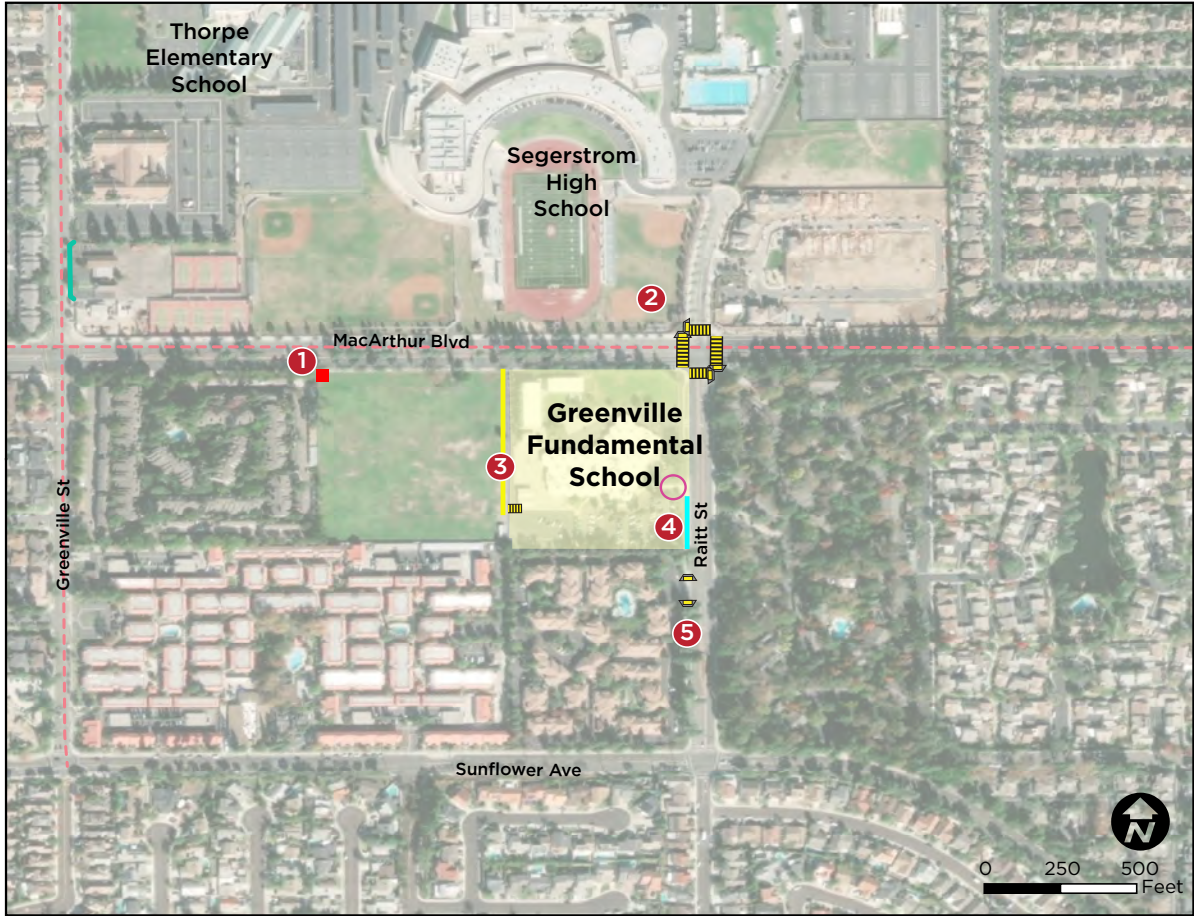 Thorpe
Elementary
School
Segerstrom
High
School
2
MacArthur Blvd
1
Greenville
Fundamental
School
3
4
Raitt St
Greenville St
5
Sunflower Ave
N
0 250 500
Feet